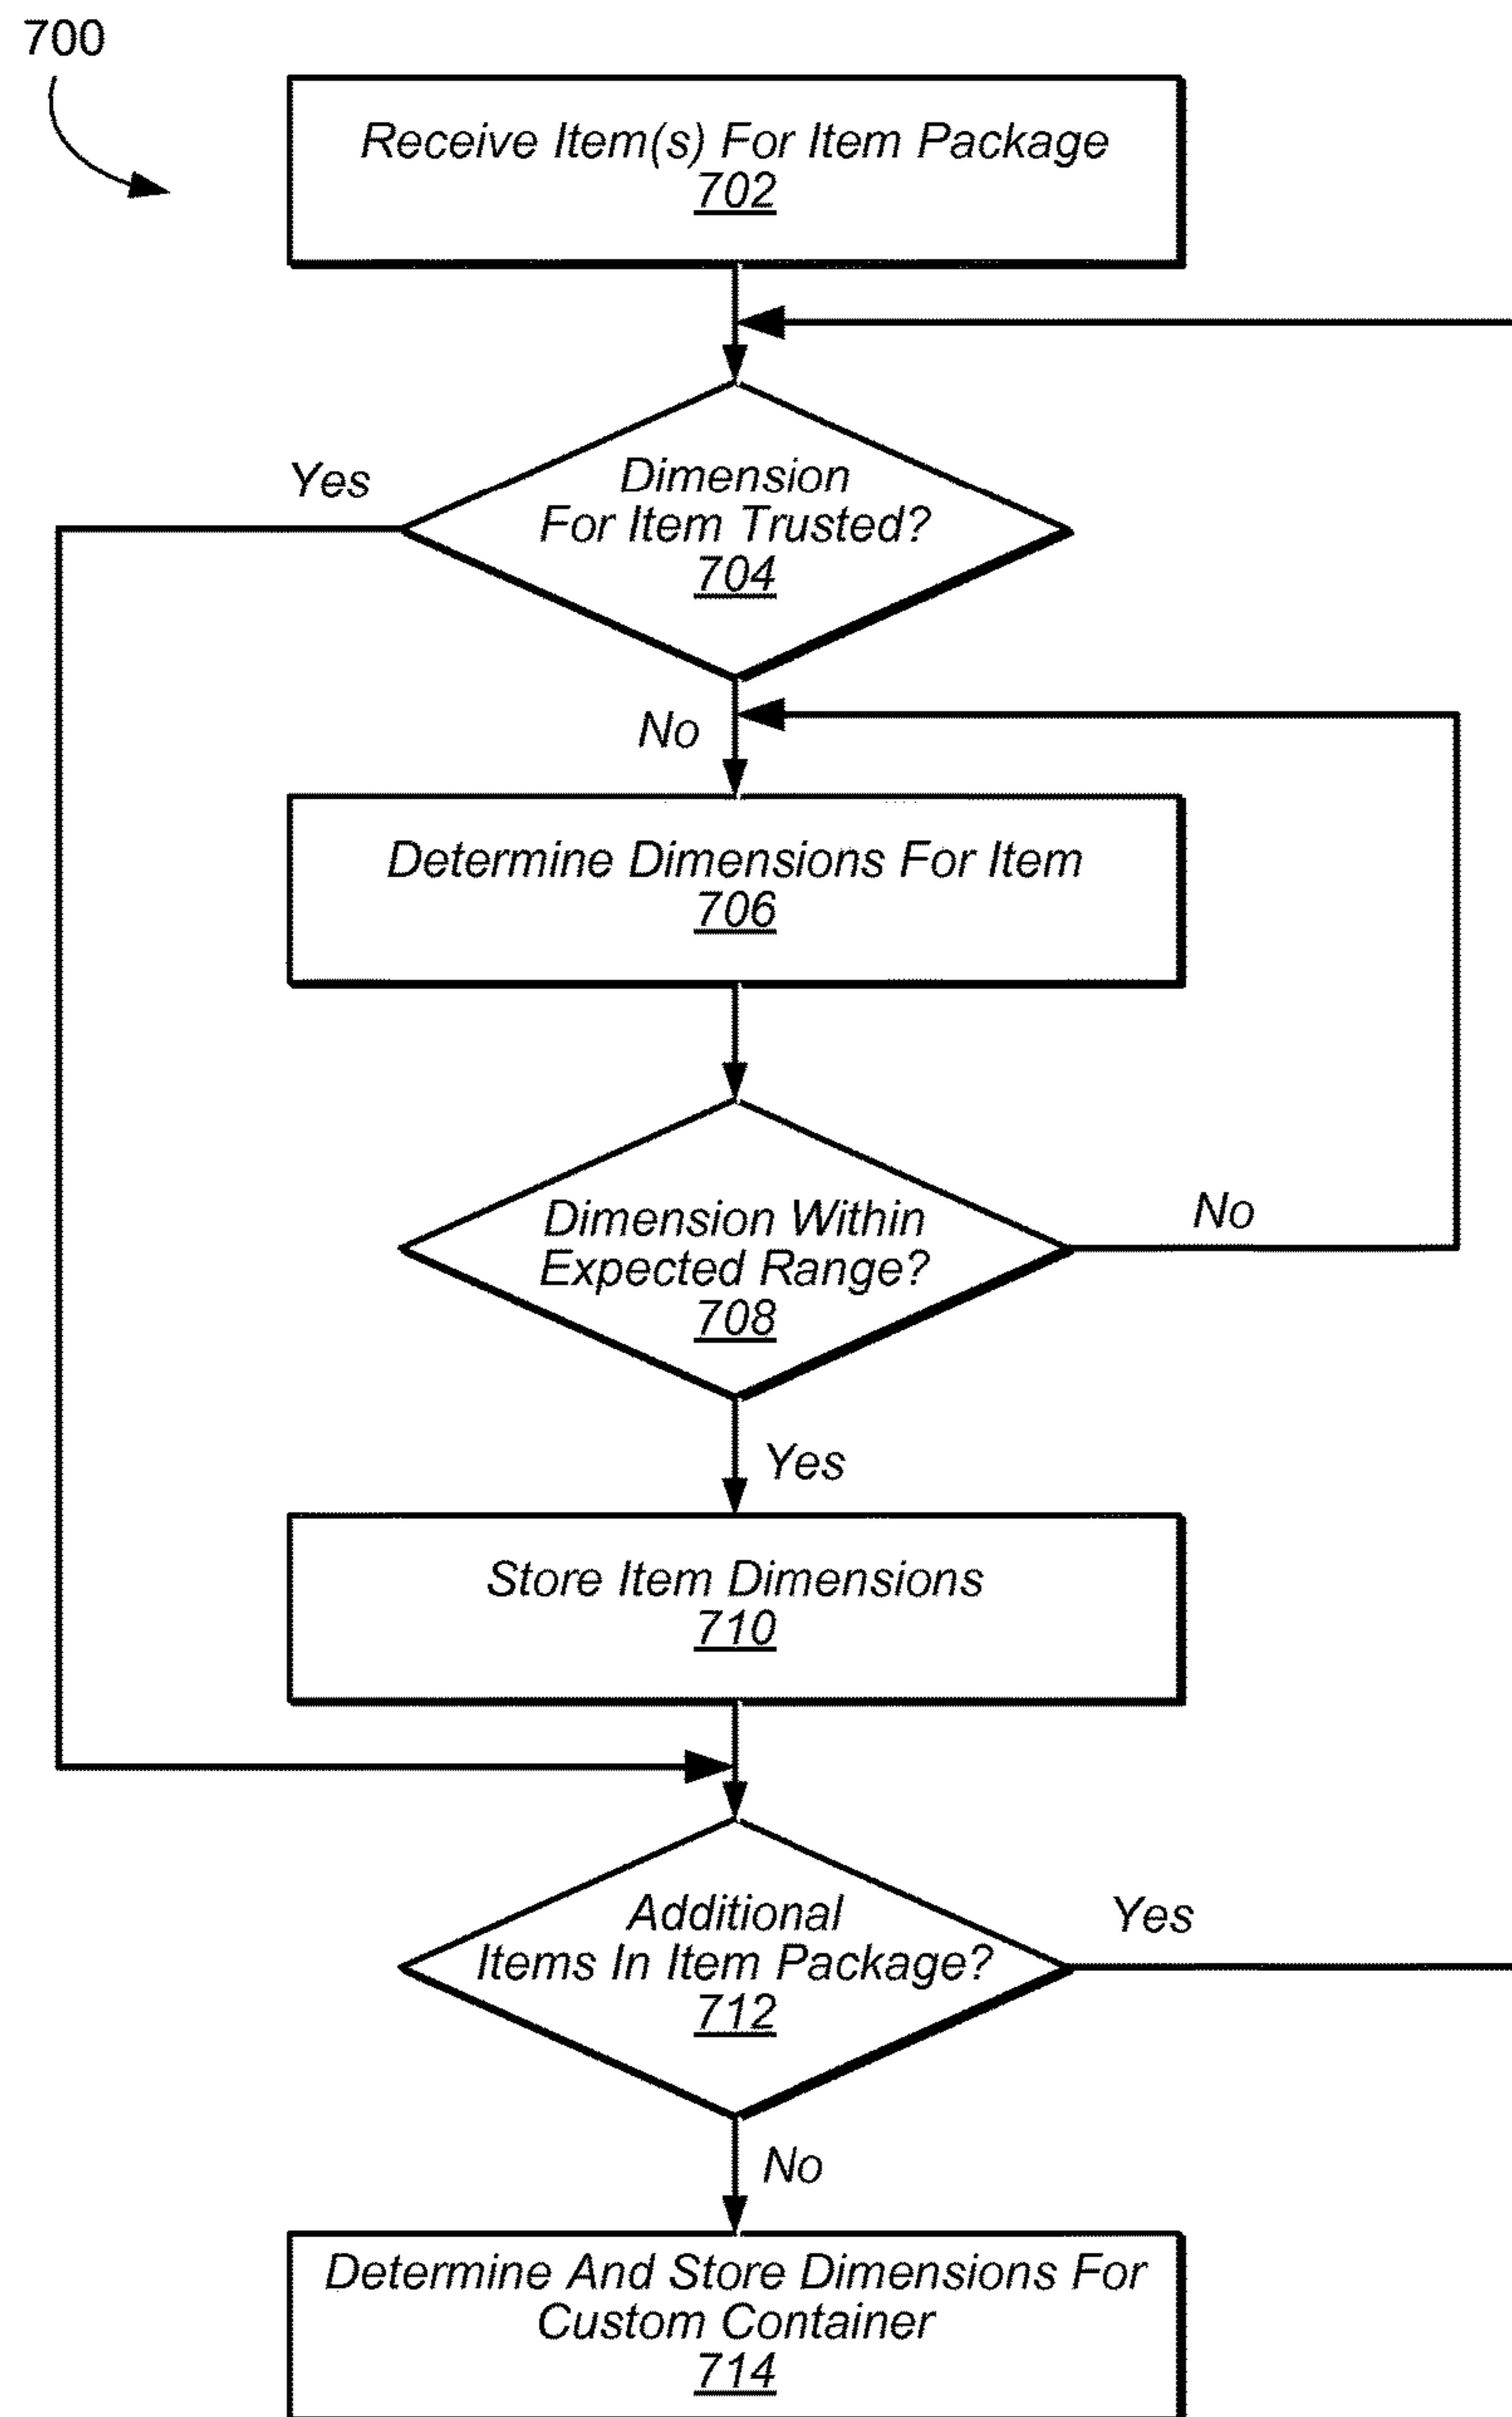 700
Receive Item(s) For Item Package
702
Yes
Dimension
For Item Trusted?
704
No
Determine Dimensions For Item
706
Dimension Within
Expected Range?
708
No
Yes
Store Item Dimensions
710
Additional
Items In Item Package?
712
Yes
No
Determine And Store Dimensions For
Custom Container
714